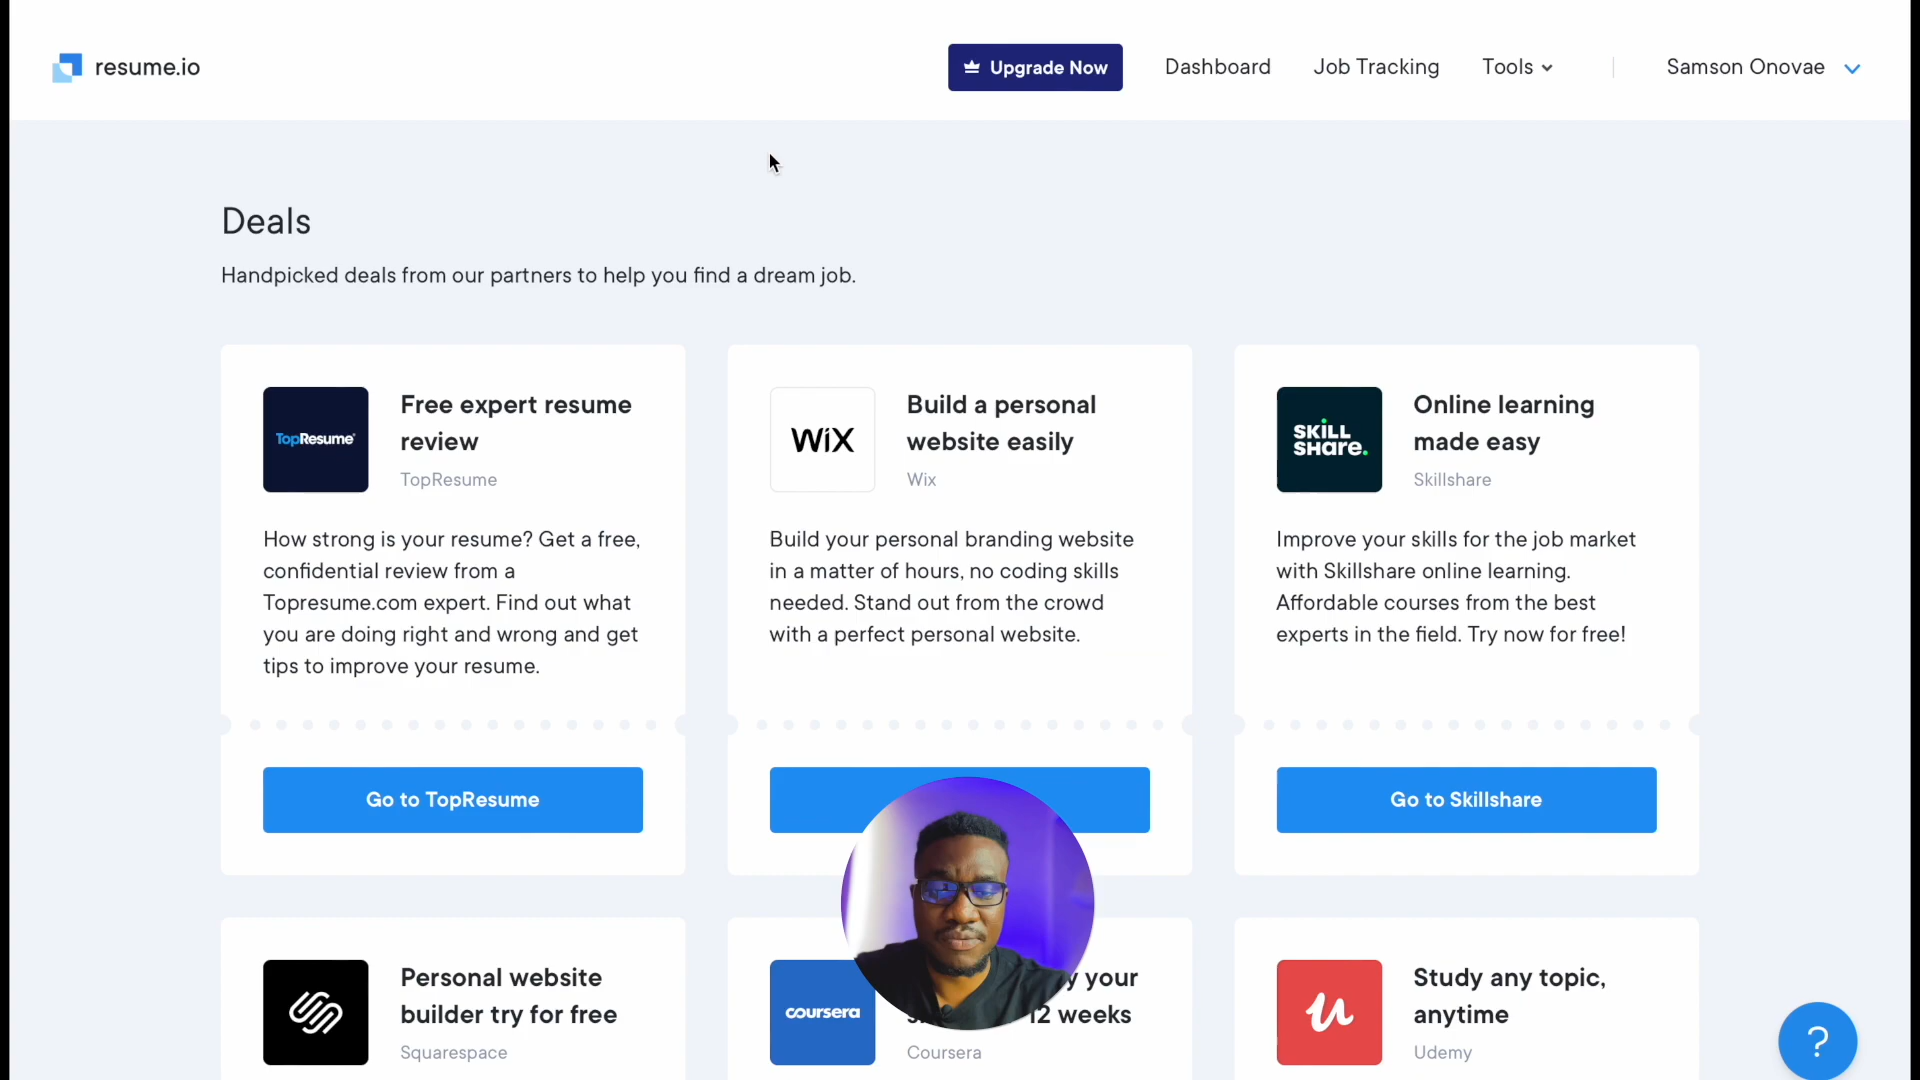 resume.io
Upgrade Now
Dashboard
Job Tracking
Tools
Samson Onovae
Deals
Handpicked deals from our partners to help you find a dream job.
TopResume
Free expert resume
review
TopResume
How strong is your resume? Get a free,
confidential review from a
Topresume.com expert. Find out what
you are doing right and wrong and get
tips to improve your resume.
Go to TopResume
WiX
Build a personal
website easily
Wix
Build your personal branding website
in a matter of hours, no coding skills
needed. Stand out from the crowd
with a perfect personal website.
SKiLL
SHare.
Online learning
made easy
Skillshare
Improve your skills for the job market
with Skillshare online learning.
Affordable courses from the best
experts in the field. Try now for free!
Go to Skillshare
Personal website
builder try for free
Squarespace
coursera
your
12 weeks
Coursera
Study any topic,
anytime
Udemy
?